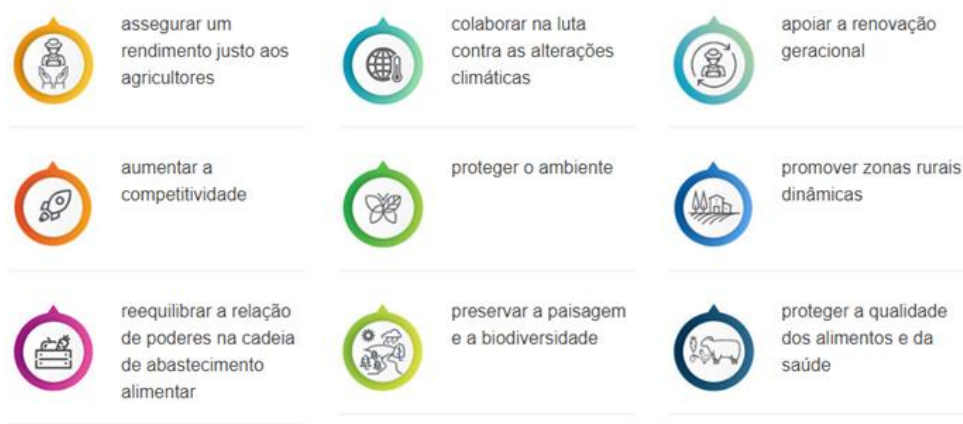 assegurar um
rendimento justo aos
agricultores
colaborar na luta
contra as alterações
climáticas
apoiar a renovação
geracional
aumentar a
competitividade
proteger o ambiente
promover zonas rurais
dinâmicas
reequilibrar a relação
de poderes na cadeia
de abastecimento
alimentar
preservar a paisagem
e a biodiversidade
proteger a qualidade
dos alimentos e da
saúde